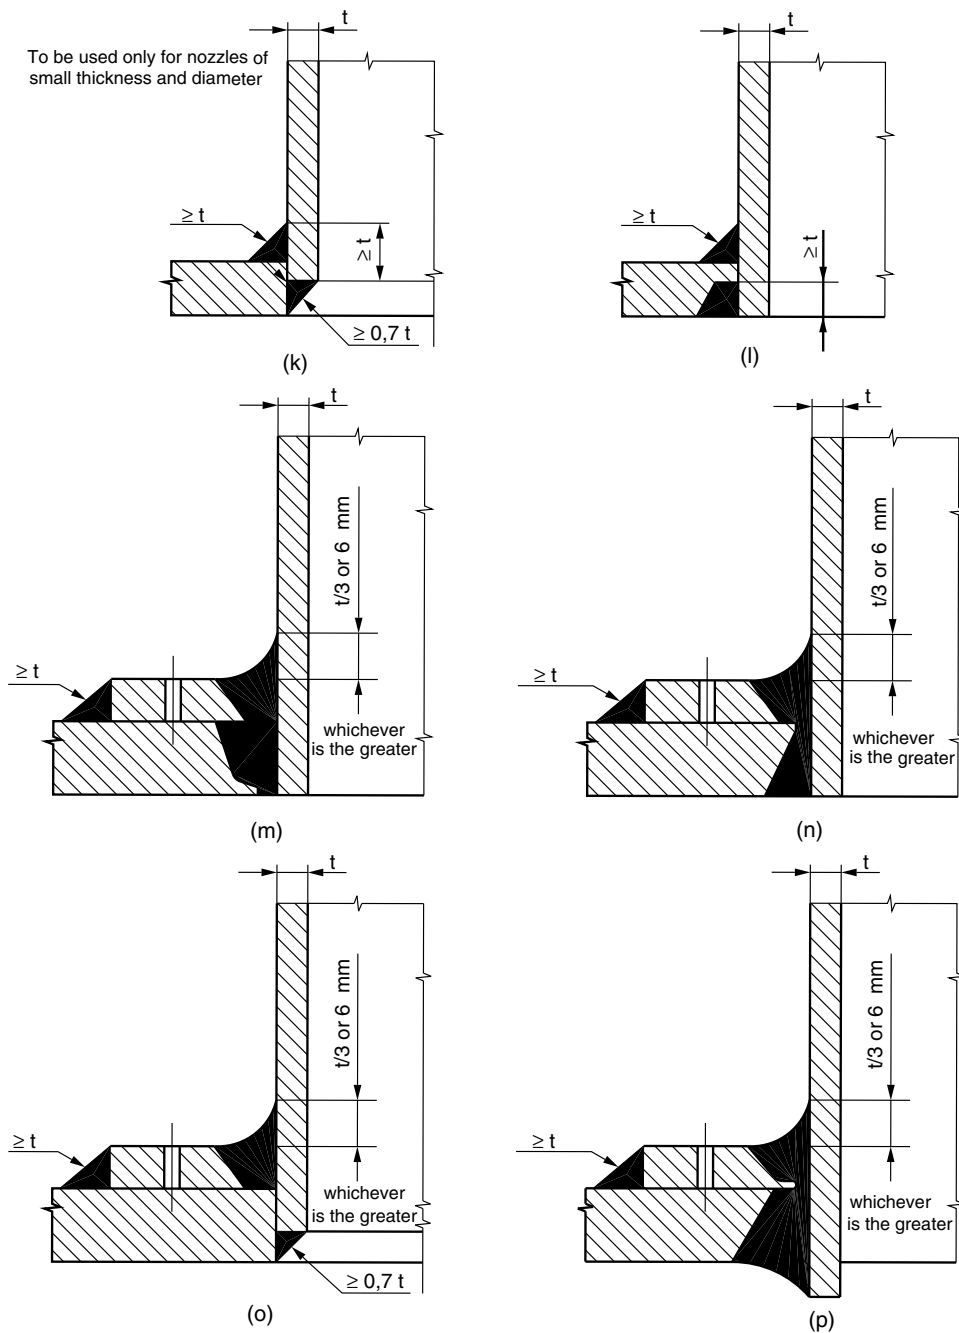 t
To be used only for nozzles of
small thickness and diameter
≥ t
≥ t
≥ 0,7 t
(k)
t
≥ t
≥ t
(l)
t
t/3 or 6 mm
≥ t
whichever
is the greater
(m)
t
t/3 or 6 mm
≥ t
whichever
is the greater
(n)
t
t/3 or 6 mm
≥ t
whichever
is the greater
≥ 0,7 t
(o)
t
t/3 or 6 mm
≥ t
whichever
is the greater
(p)